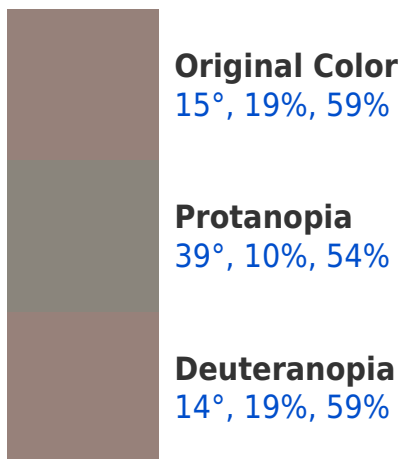 Original Color
15°, 19%, 59%
Protanopia
39°, 10%, 54%
Deuteranopia
14°, 19%, 59%